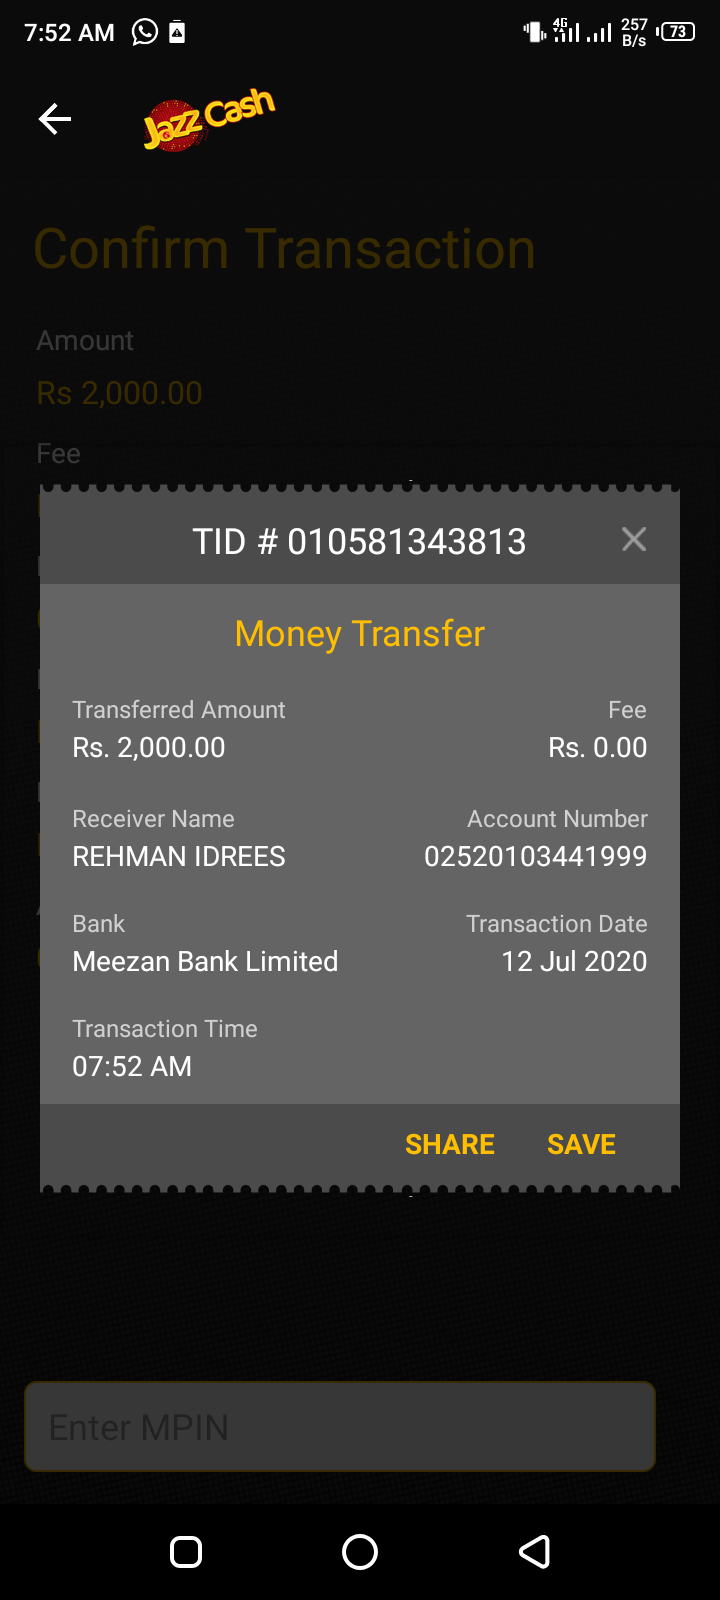 7:52 AM
4G
257
B/s
73
Jazz Cash
Confirm Transaction
Amount
Rs 2,000.00
Fee
TID # 010581343813
Money Transfer
Transferred Amount Fee
Rs. 2,000.00 Rs. 0.00
Receiver Name Account Number
REHMAN IDREES 02520103441999
Bank Transaction Date
Meezan Bank Limited 12 Jul 2020
Transaction Time
07:52 AM
SHARE SAVE
Enter MPIN